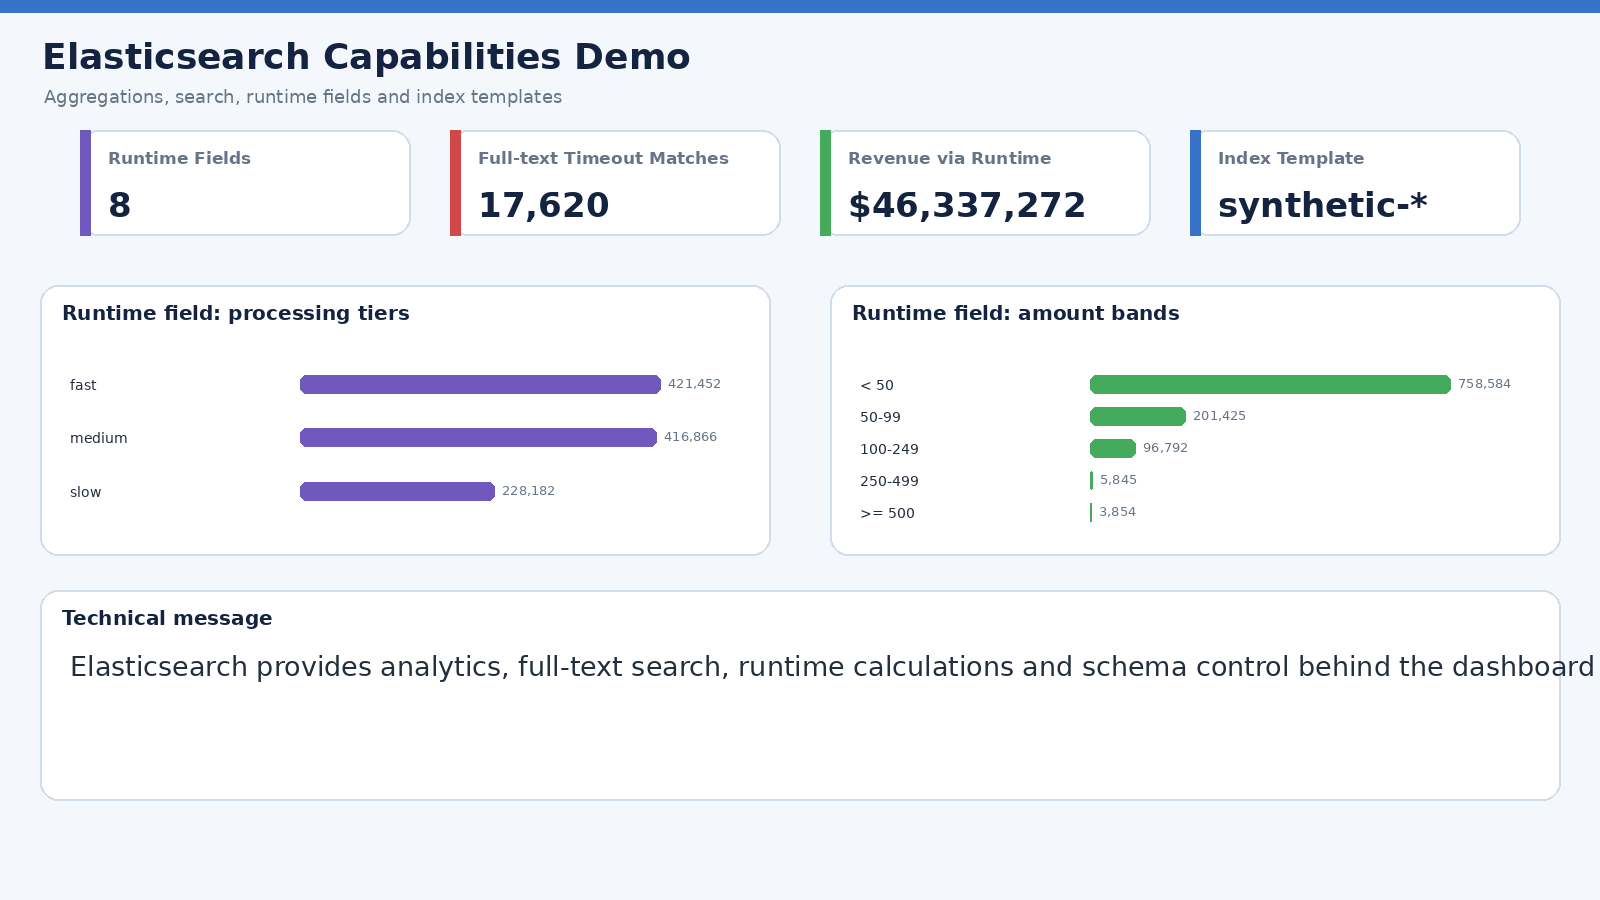 Elasticsearch Capabilities Demo
Aggregations, search, runtime fields and index templates
Runtime Fields
8
Full-text Timeout Matches
17,620
Revenue via Runtime
$46,337,272
Index Template
synthetic-*
Runtime field: processing tiers
fast 421,452
medium 416,866
slow 228,182
Runtime field: amount bands
< 50 758,584
50-99 201,425
100-249 96,792
250-499 5,845
>= 500 3,854
Technical message
Elasticsearch provides analytics, full-text search, runtime calculations and schema control behind the dashboard